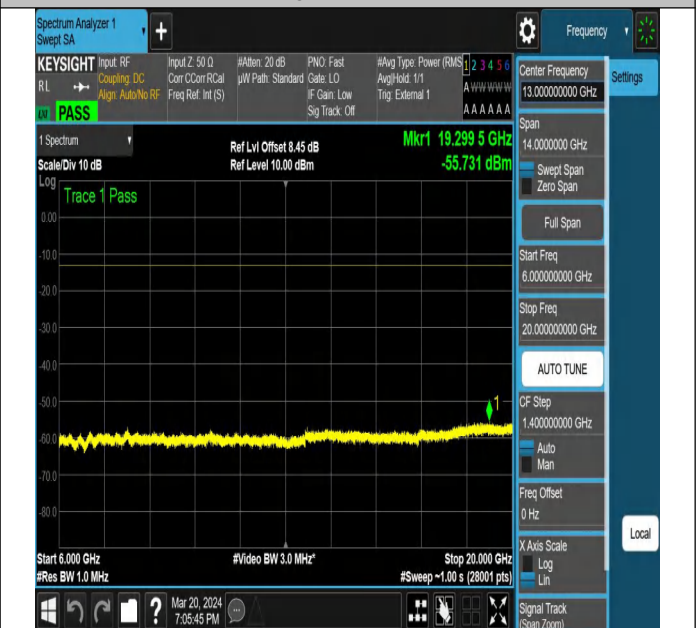 Spectrum Analyzer 1
Swept SA
Frequency
KEYSIGHT
RL
PASS
Input: RF
Coupling: DC
Align: Auto/No RF
Input Z: 50 Ω
Corr CCorr RCal
Freq Ref: Int (S)
#Atten: 20 dB
µW Path: Standard
PNO: Fast
Gate: LO
IF Gain: Low
Sig Track: Off
#Avg Type: Power (RMS
Avg|Hold: 1/1
Trig: External 1
1 2 3 4 5 6
A W W W W W
A A A A A A
1 Spectrum
Scale/Div 10 dB
Ref Lvl Offset 8.45 dB
Ref Level 10.00 dBm
Mkr1 19.299 5 GHz
-55.731 dBm
Log
Trace 1 Pass
0.00
-10.0
-20.0
-30.0
-40.0
-50.0
-60.0
-70.0
-80.0
1
Start 6.000 GHz
#Res BW 1.0 MHz
#Video BW 3.0 MHz*
Stop 20.000 GHz
#Sweep ~1.00 s (28001 pts)
Mar 20, 2024
7:05:45 PM
Center Frequency
13.000000000 GHz
Settings
Span
14.0000000 GHz
Swept Span
Zero Span
Full Span
Start Freq
6.000000000 GHz
Stop Freq
20.000000000 GHz
AUTO TUNE
CF Step
1.400000000 GHz
Auto
Man
Freq Offset
0 Hz
X Axis Scale
Log
Lin
Local
Signal Track
(Span Zoom)